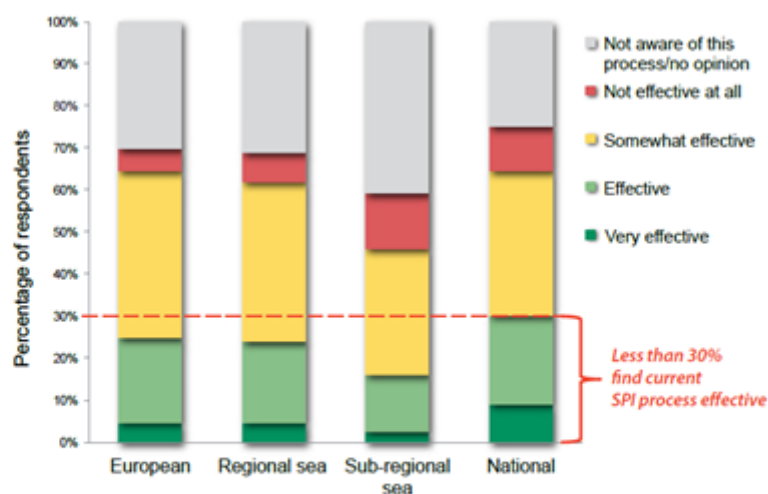 100%
90%
80%
70%
60%
50%
40%
30%
20%
10%
0%
Percentage of respondents
European
Regional sea
Sub-regional
sea
National
Not aware of this
process/no opinion
Not effective at all
Somewhat effective
Effective
Very effective
Less than 30%
find current
SPI process effective